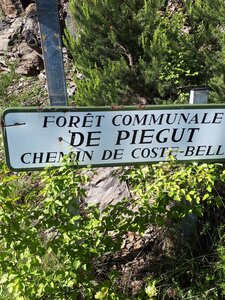 FORÊT COMMUNALE
DE PIEGUT
CHEMIN DE COSTE-BELL